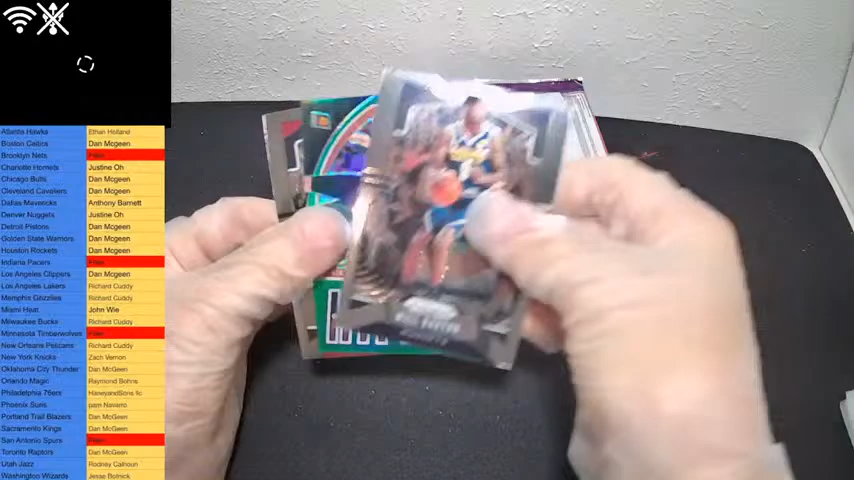 Atlanta Hawks Ethan Holland
Boston Celtics Dan Mcgeen
Brooklyn Nets
Charlotte Hornets Justine Oh
Chicago Bulls Dan Mcgeen
Cleveland Cavaliers Dan Mcgeen
Dallas Mavericks Anthony Barnett
Denver Nuggets Justine Oh
Detroit Pistons Dan Mcgeen
Golden State Warriors Dan Mcgeen
Houston Rockets Dan Mcgeen
Indiana Pacers
Los Angeles Clippers Dan Mcgeen
Los Angeles Lakers Richard Cuddy
Memphis Grizzlies Richard Cuddy
Miami Heat John Wie
Milwaukee Bucks Richard Cuddy
Minnesota Timberwolves
New Orleans Pelicans Richard Cuddy
New York Knicks Zach Vernon
Oklahoma City Thunder Dan McGeen
Orlando Magic Raymond Bohns
Philadelphia 76ers HaneyandSons llc
Phoenix Suns pam Navarro
Portland Trail Blazers Dan McGeen
Sacramento Kings Dan McGeen
San Antonio Spurs
Toronto Raptors Dan McGeen
Utah Jazz Rodney Calhoun
Washington Wizards Jesse Bolnick